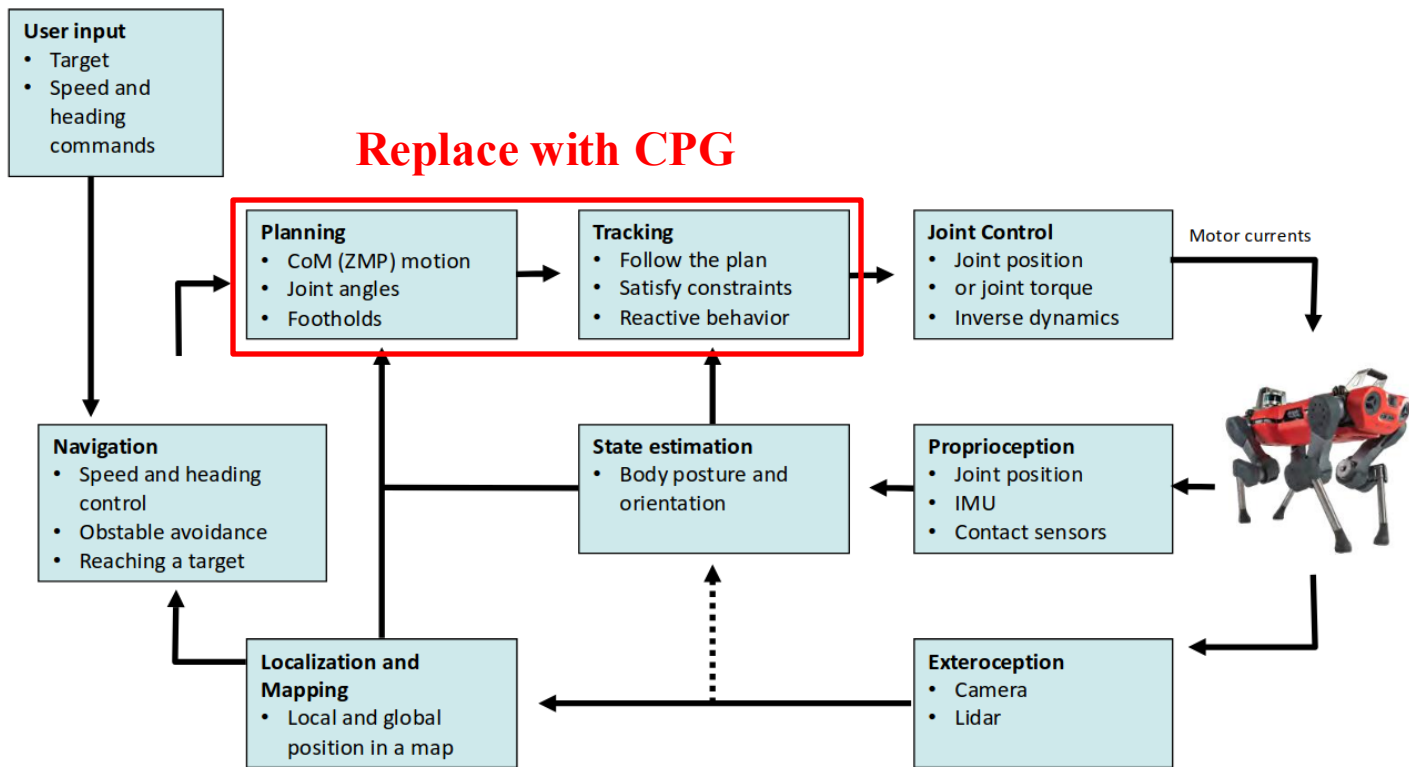 User input
• Target
• Speed and
heading
commands
Replace with CPG
Planning
• CoM (ZMP) motion
• Joint angles
• Footholds
Tracking
• Follow the plan
• Satisfy constraints
• Reactive behavior
Joint Control
• Joint position
• or joint torque
• Inverse dynamics
Motor currents
Navigation
• Speed and heading
control
• Obstable avoidance
• Reaching a target
State estimation
• Body posture and
orientation
Proprioception
• Joint position
• IMU
• Contact sensors
Localization and
Mapping
• Local and global
position in a map
Exteroception
• Camera
• Lidar